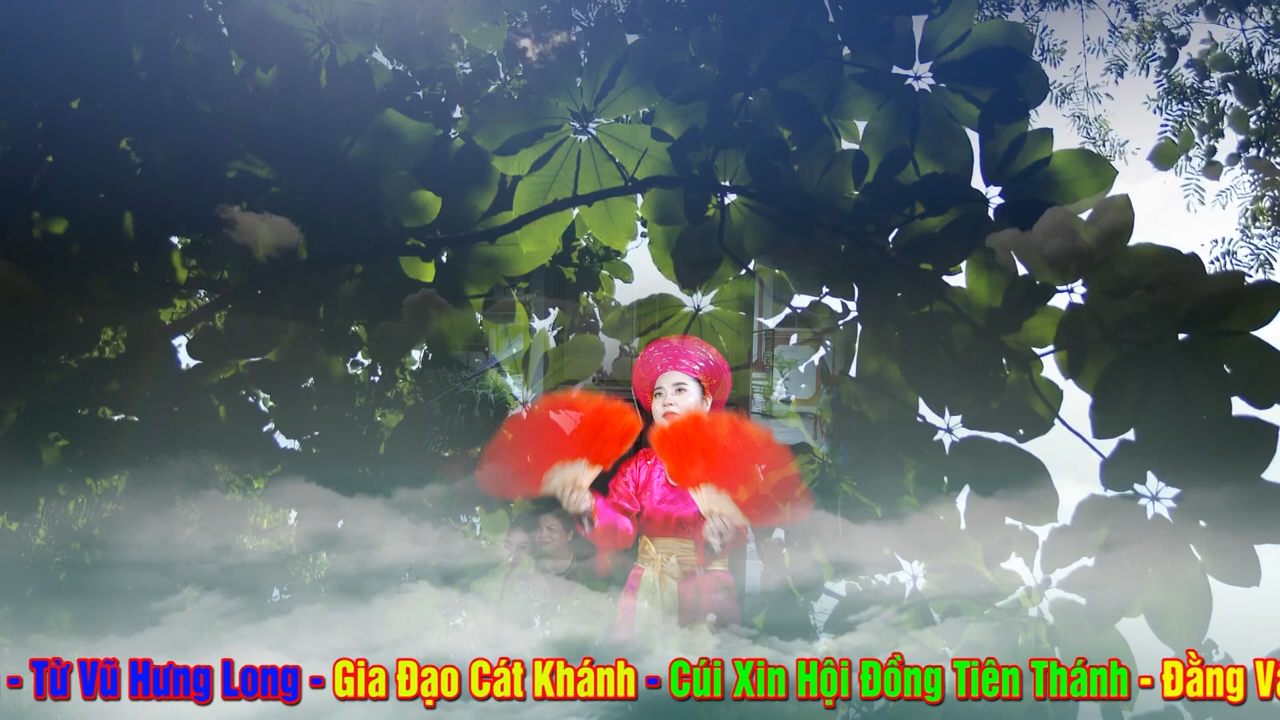 - Từ Vũ Hưng Long - Gia Đạo Cát Khánh - Cúi Xin Hội Đồng Tiên Thánh - Đằng